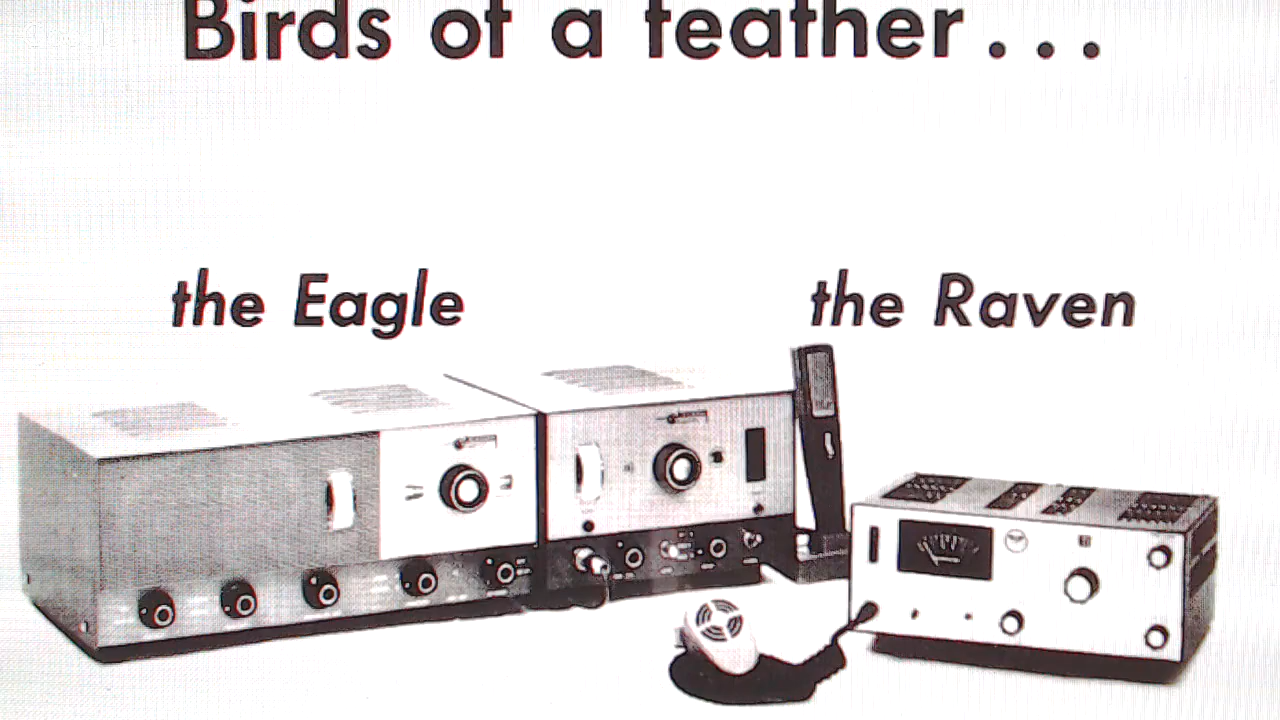 Birds of a feather...
the Eagle
the Raven